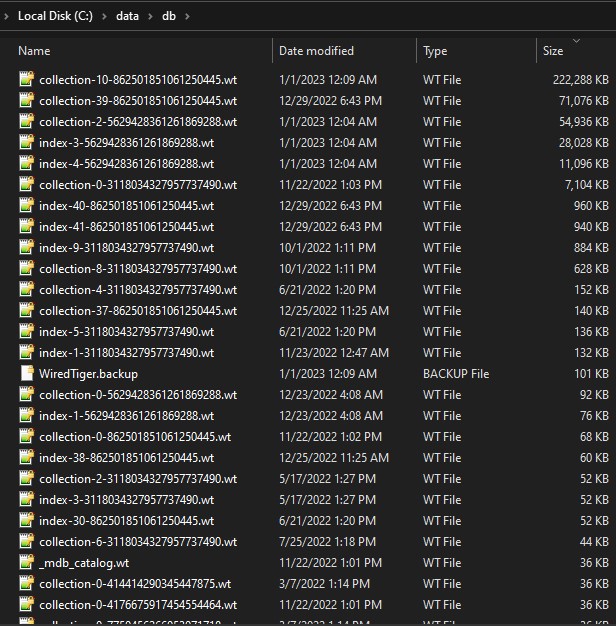 Local Disk (C:) > data > db >
Name Date modified Type Size
collection-10-862501851061250445.wt 1/1/2023 12:09 AM WT File 222,288 KB
collection-39-862501851061250445.wt 12/29/2022 6:43 PM WT File 71,076 KB
collection-2-5629428361261869288.wt 1/1/2023 12:04 AM WT File 54,936 KB
index-3-5629428361261869288.wt 1/1/2023 12:04 AM WT File 28,028 KB
index-4-5629428361261869288.wt 1/1/2023 12:04 AM WT File 11,096 KB
collection-0-3118034327957737490.wt 11/22/2022 1:03 PM WT File 7,104 KB
index-40-862501851061250445.wt 12/29/2022 6:43 PM WT File 960 KB
index-41-862501851061250445.wt 12/29/2022 6:43 PM WT File 940 KB
index-9-3118034327957737490.wt 10/1/2022 1:11 PM WT File 884 KB
collection-8-3118034327957737490.wt 10/1/2022 1:11 PM WT File 628 KB
collection-4-3118034327957737490.wt 6/21/2022 1:20 PM WT File 152 KB
collection-37-862501851061250445.wt 12/25/2022 11:25 AM WT File 140 KB
index-5-3118034327957737490.wt 6/21/2022 1:20 PM WT File 136 KB
index-1-3118034327957737490.wt 11/23/2022 12:47 AM WT File 132 KB
WiredTiger.backup 1/1/2023 12:09 AM BACKUP File 101 KB
collection-0-5629428361261869288.wt 12/23/2022 4:08 AM WT File 92 KB
index-1-5629428361261869288.wt 12/23/2022 4:08 AM WT File 76 KB
collection-0-862501851061250445.wt 11/22/2022 1:02 PM WT File 68 KB
index-38-862501851061250445.wt 12/25/2022 11:25 AM WT File 60 KB
collection-2-3118034327957737490.wt 5/17/2022 1:27 PM WT File 52 KB
index-3-3118034327957737490.wt 5/17/2022 1:27 PM WT File 52 KB
index-30-862501851061250445.wt 6/21/2022 1:20 PM WT File 52 KB
collection-6-3118034327957737490.wt 7/25/2022 1:18 PM WT File 44 KB
_mdb_catalog.wt 11/22/2022 1:01 PM WT File 36 KB
collection-0-414414290345447875.wt 3/7/2022 1:14 PM WT File 36 KB
collection-0-4176675917454554464.wt 11/22/2022 1:01 PM WT File 36 KB
3/7/2022 1:14 PM WT File 36 KB